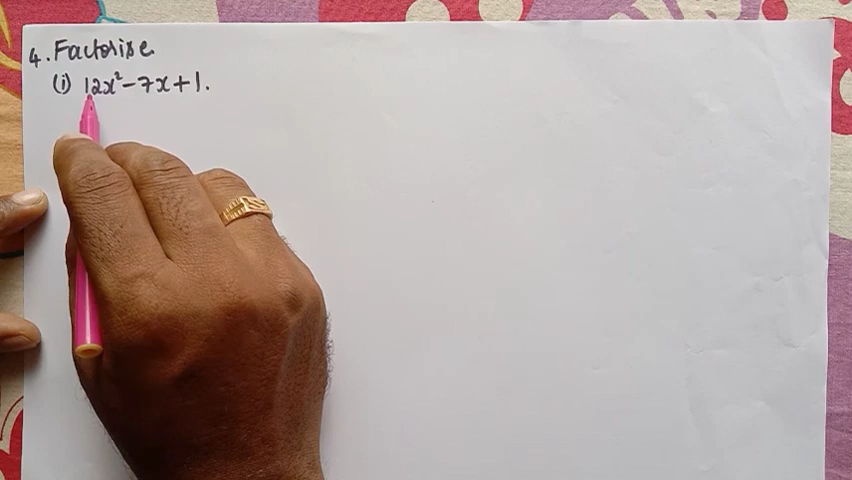 4. Factorise
(i) 12x² - 7x + 1.